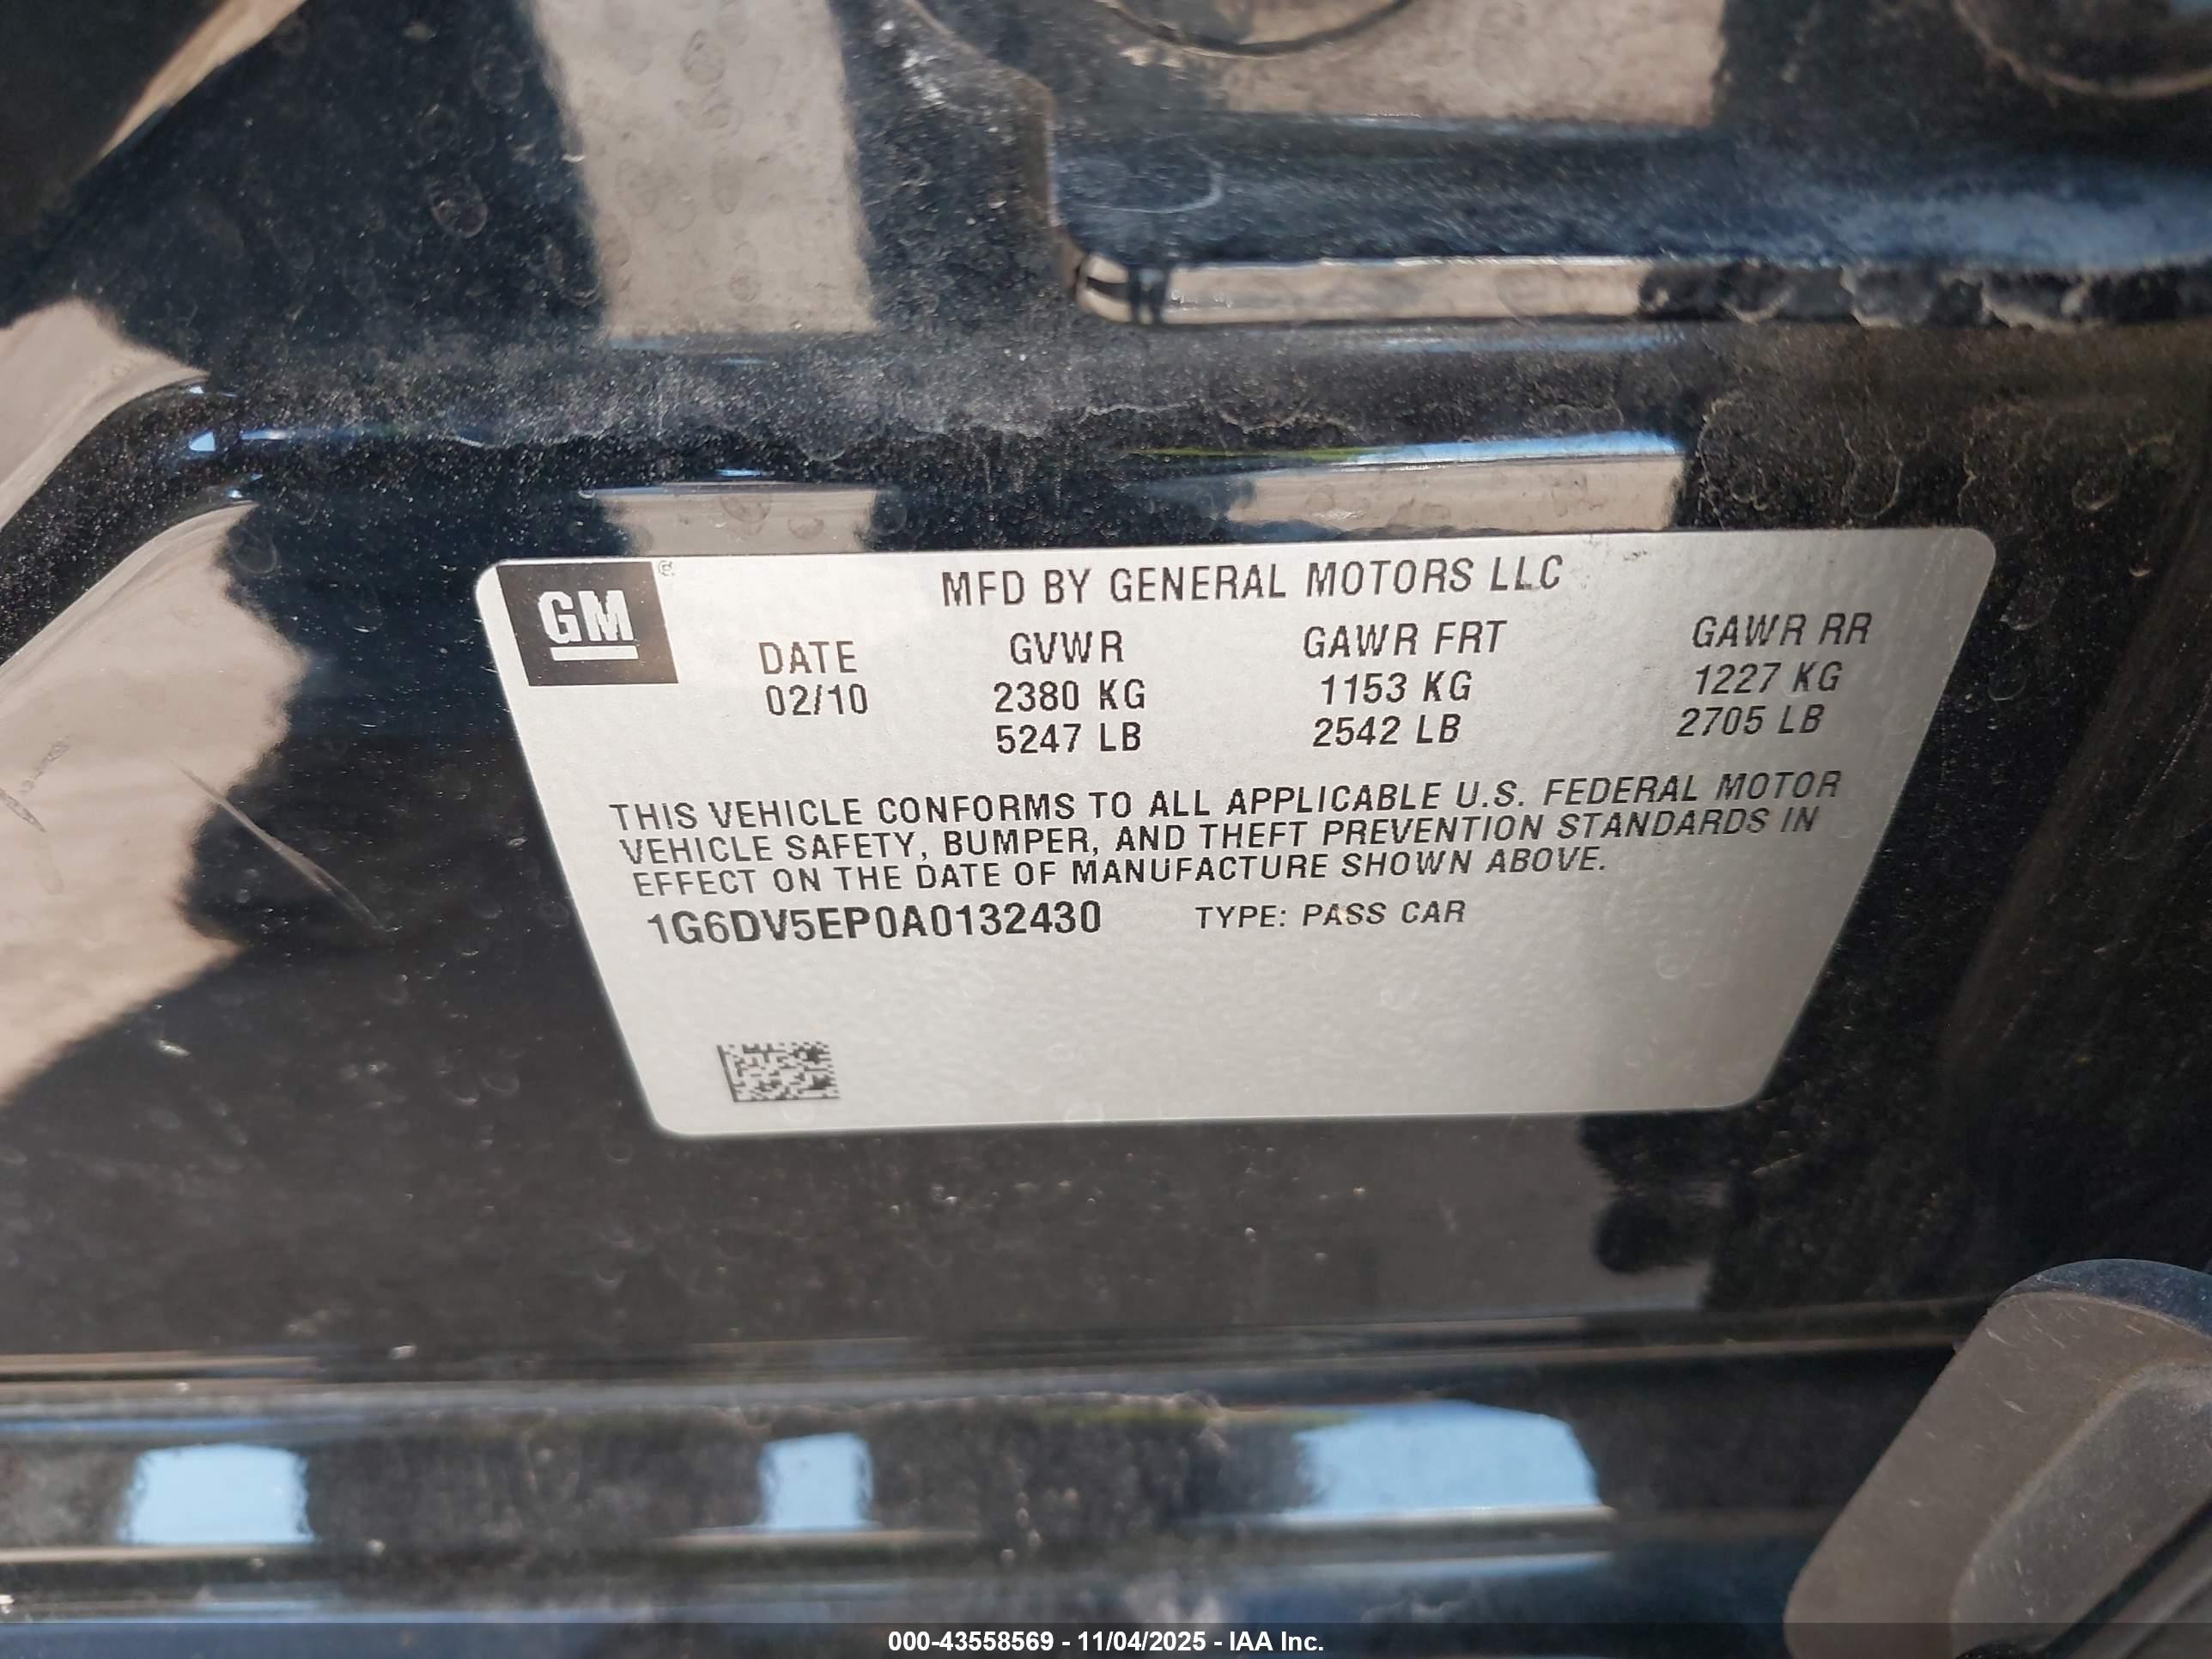 GM ®
MFD BY GENERAL MOTORS LLC
DATE GVWR GAWR FRT GAWR RR
02/10 2380 KG 1153 KG 1227 KG
5247 LB 2542 LB 2705 LB
THIS VEHICLE CONFORMS TO ALL APPLICABLE U.S. FEDERAL MOTOR
VEHICLE SAFETY, BUMPER, AND THEFT PREVENTION STANDARDS IN
EFFECT ON THE DATE OF MANUFACTURE SHOWN ABOVE.
1G6DV5EP0A0132430 TYPE: PASS CAR
000-43558569 - 11/04/2025 - IAA Inc.